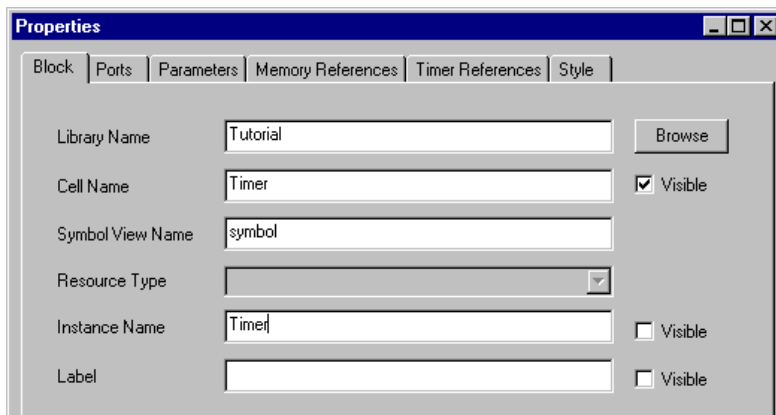 Properties
Block Ports Parameters Memory References Timer References Style
Library Name Tutorial Browse
Cell Name Timer Visible
Symbol View Name symbol
Resource Type
Instance Name Timer Visible
Label Visible